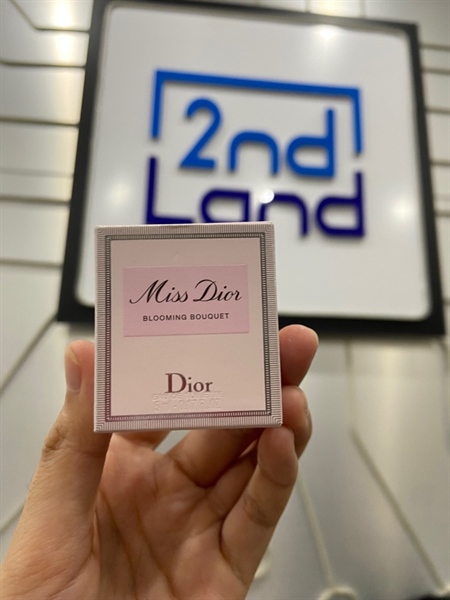 2nd
Land
Miss Dior
BLOOMING BOUQUET
Dior